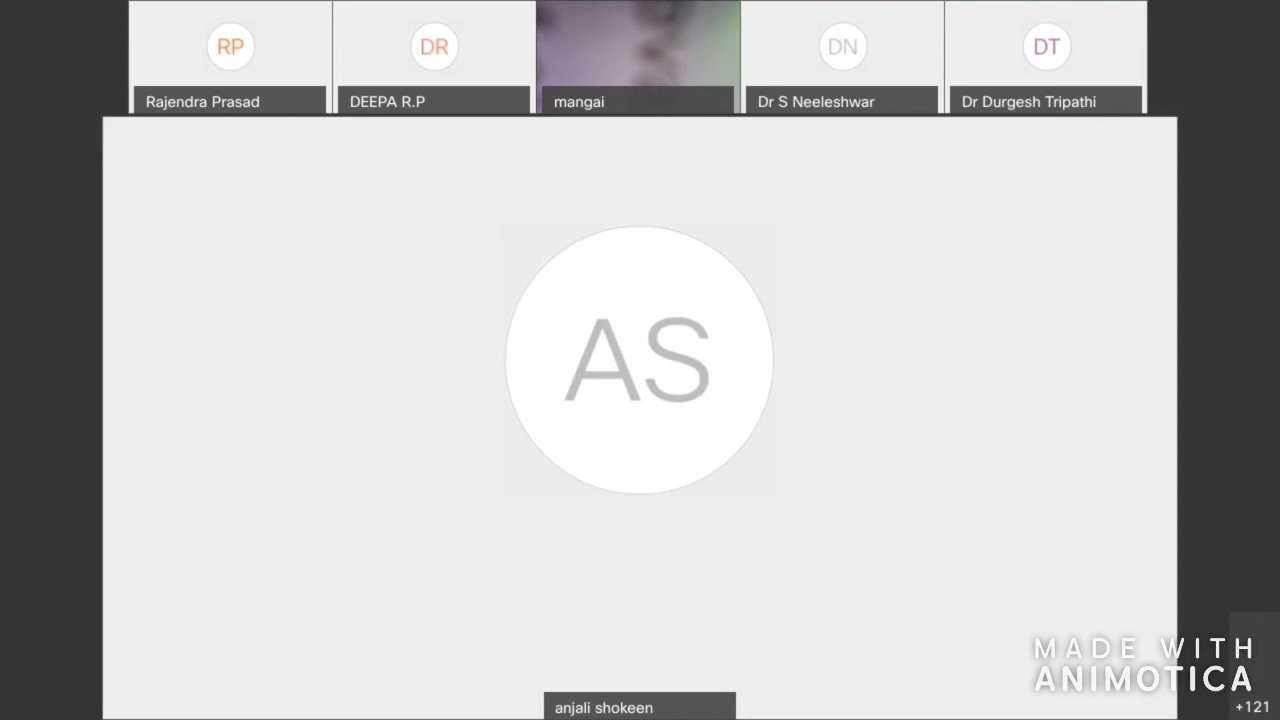 RP
DR
DN
DT
Rajendra Prasad
DEEPA R.P
mangai
Dr S Neeleshwar
Dr Durgesh Tripathi
AS
MADE WITH
ANIMOTICA
anjali shokeen
+121